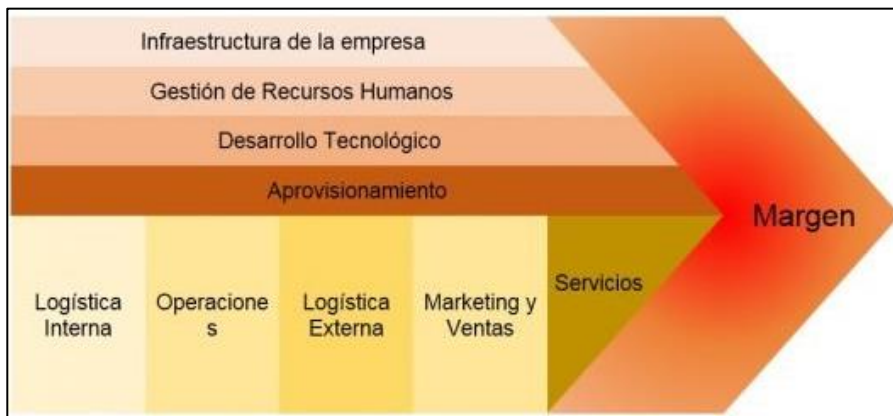 Infraestructura de la empresa
Gestión de Recursos Humanos
Desarrollo Tecnológico
Aprovisionamiento
Margen
Logística
Interna
Operacione
s
Logística
Externa
Marketing y
Ventas
Servicios